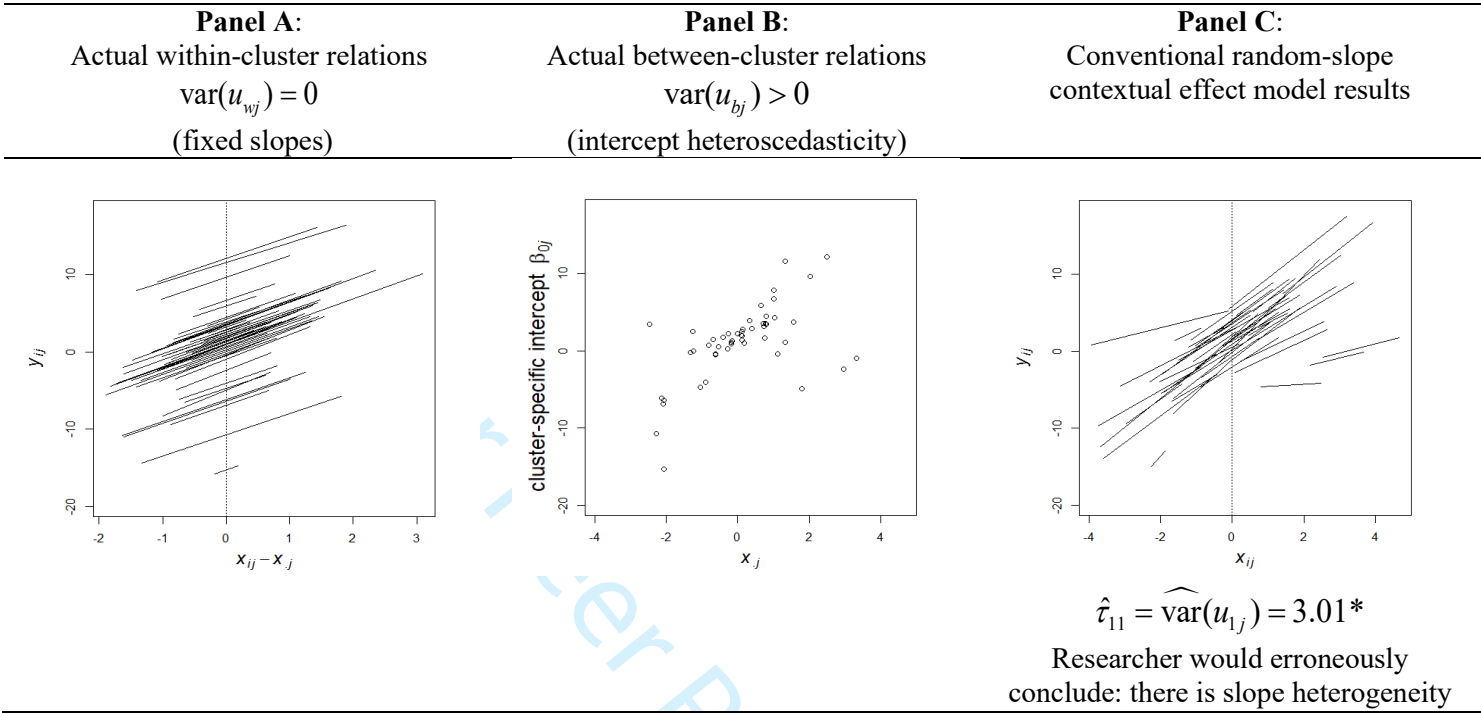 Panel A:
Actual within-cluster relations
var(u_wj) = 0
(fixed slopes)
Panel B:
Actual between-cluster relations
var(u_bj) > 0
(intercept heteroscedasticity)
Panel C:
Conventional random-slope
contextual effect model results
y_ij
10
0
-10
-20
-2 -1 0 1 2 3
x_ij − x_.j
cluster-specific intercept β_0j
10
0
-10
-20
-4 -2 0 2 4
x_.j
y_ij
10
0
-10
-20
-4 -2 0 2 4
x_ij
τ̂_11 = var̂(u_1j) = 3.01*
Researcher would erroneously
conclude: there is slope heterogeneity